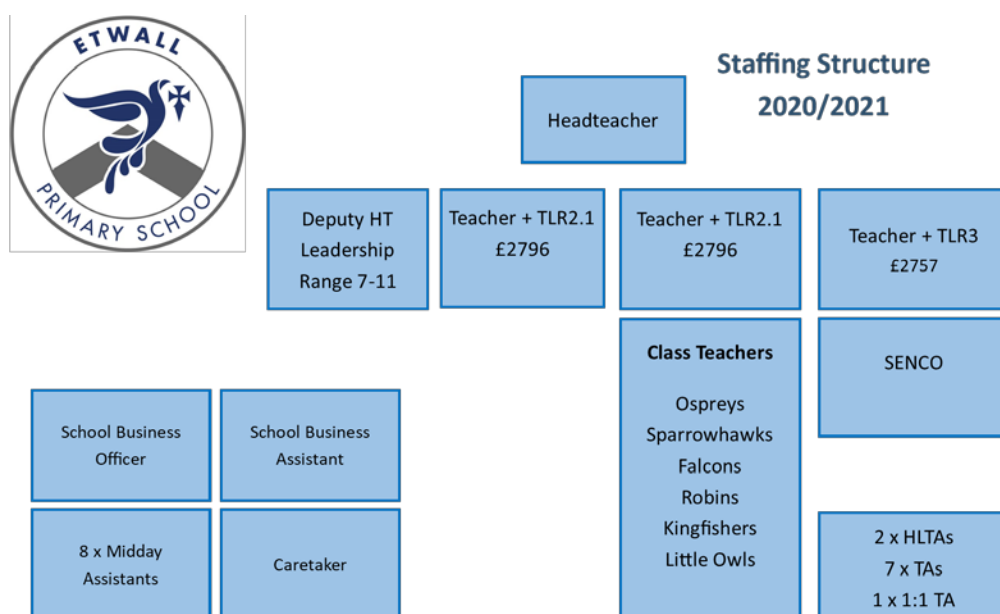 ETWALL
PRIMARY SCHOOL
Staffing Structure
2020/2021
Headteacher
Deputy HT
Leadership
Range 7-11
Teacher + TLR2.1
£2796
Teacher + TLR2.1
£2796
Teacher + TLR3
£2757
Class Teachers
Ospreys
Sparrowhawks
Falcons
Robins
Kingfishers
Little Owls
SENCO
School Business
Officer
School Business
Assistant
8 x Midday
Assistants
Caretaker
2 x HLTAs
7 x TAs
1 x 1:1 TA